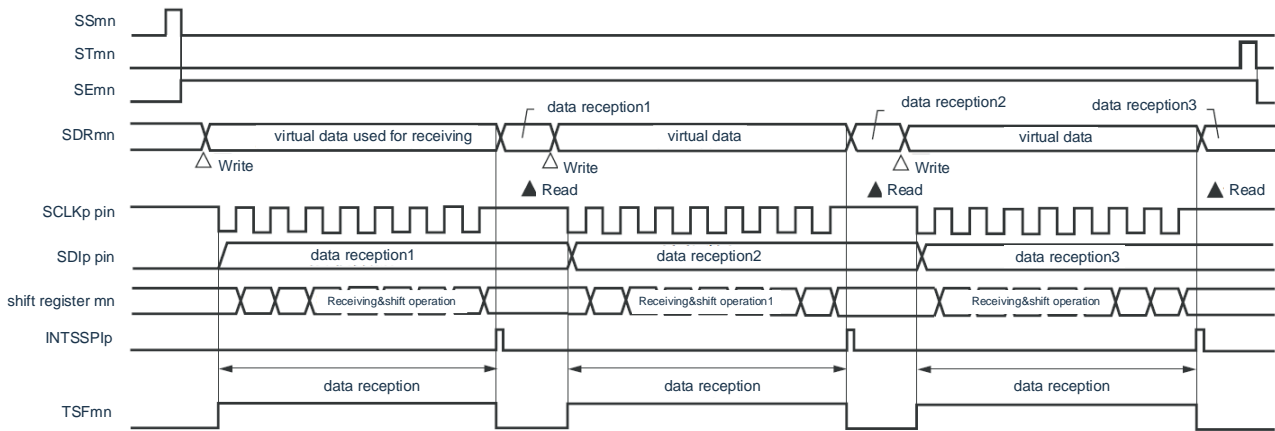 SSmn
STmn
SEmn
data reception1
data reception2
data reception3
SDRmn
virtual data used for receiving
virtual data
virtual data
Write
Write
Write
Read
Read
Read
SCLKp pin
SDIp pin
data reception1
data reception2
data reception3
shift register mn
Receiving&shift operation
Receiving&shift operation1
Receiving&shift operation
INTSSPIp
data reception
data reception
data reception
TSFmn